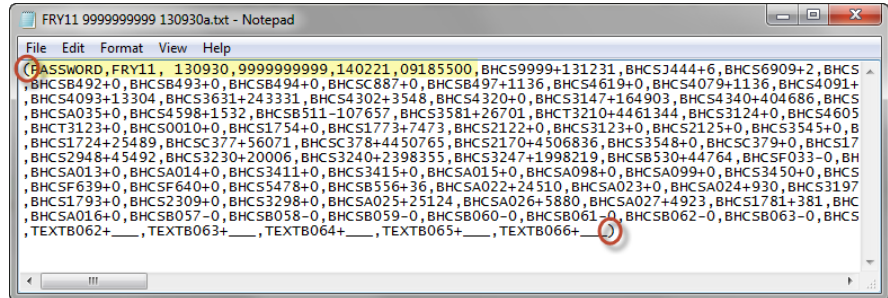 FRY11 9999999999 130930a.txt - Notepad
File Edit Format View Help
(PASSWORD,FRY11, 130930,9999999999,140221,09185500,BHCS9999+131231,BHCSJ444+6,BHCS6909+2,BHCS
,BHCSB492+0,BHCSB493+0,BHCSB494+0,BHCSC887+0,BHCSB497+1136,BHCS4619+0,BHCS4079+1136,BHCS4091+
,BHCS4093+13304,BHCS3631+243331,BHCS4302+3548,BHCS4320+0,BHCS3147+164903,BHCS4340+404686,BHCS
,BHCSA035+0,BHCS4598+1532,BHCSB511-107657,BHCS3581+26701,BHCT3210+4461344,BHCS3124+0,BHCS4605
,BHCT3123+0,BHCS0010+0,BHCS1754+0,BHCS1773+7473,BHCS2122+0,BHCS3123+0,BHCS2125+0,BHCS3545+0,B
,BHCS1724+25489,BHCSC377+56071,BHCSC378+4450765,BHCS2170+4506836,BHCS3548+0,BHCSC379+0,BHCS17
,BHCS2948+45492,BHCS3230+20006,BHCS3240+2398355,BHCS3247+1998219,BHCSB530+44764,BHCSF033-0,BH
,BHCSA013+0,BHCSA014+0,BHCS3411+0,BHCS3415+0,BHCSA015+0,BHCSA098+0,BHCSA099+0,BHCS3450+0,BHCS
,BHCSF639+0,BHCSF640+0,BHCS5478+0,BHCSB556+36,BHCSA022+24510,BHCSA023+0,BHCSA024+930,BHCS3197
,BHCS1793+0,BHCS2309+0,BHCS3298+0,BHCSA025+25124,BHCSA026+5880,BHCSA027+4923,BHCS1781+381,BHC
,BHCSA016+0,BHCSB057-0,BHCSB058-0,BHCSB059-0,BHCSB060-0,BHCSB061-0,BHCSB062-0,BHCSB063-0,BHCS
,TEXTB062+___,TEXTB063+___,TEXTB064+___,TEXTB065+___,TEXTB066+___)